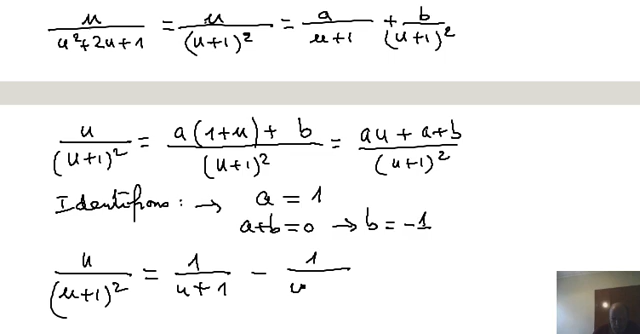 u/(u²+2u+1) = u/(u+1)² = a/(u+1) + b/(u+1)²
u/(u+1)² = (a(1+u) + b)/(u+1)² = (au + a+b)/(u+1)²
Identifions : → a = 1
a+b = 0 → b = -1
u/(u+1)² = 1/(u+1) - 1/u